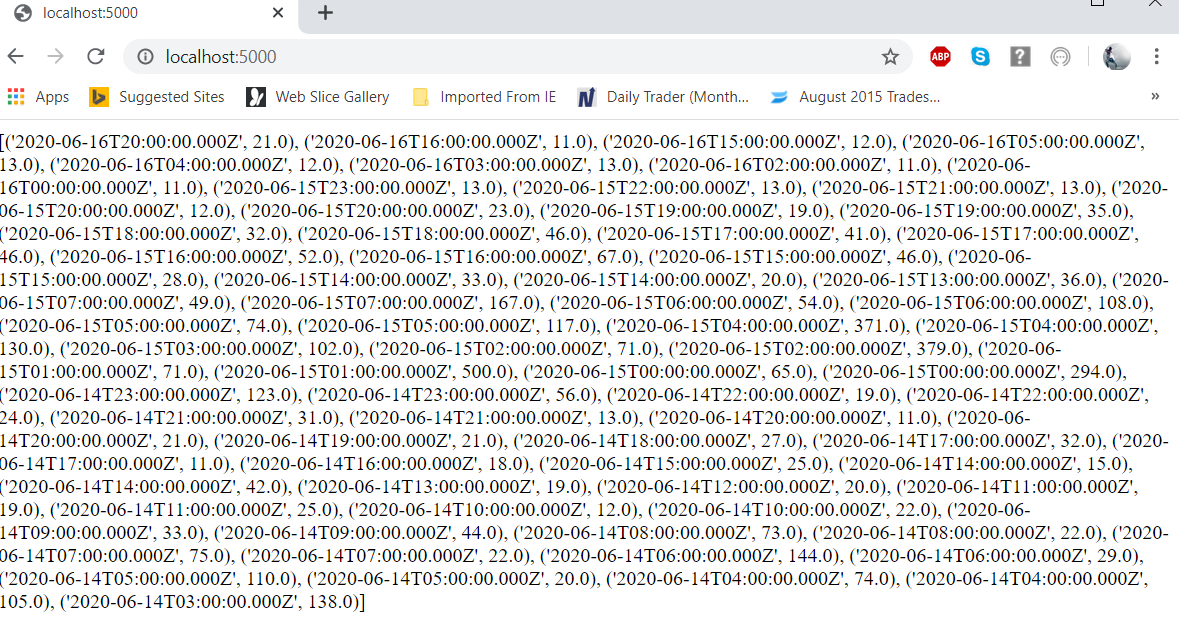 localhost:5000
localhost:5000
ABP
Apps
Suggested Sites
Web Slice Gallery
Imported From IE
Daily Trader (Month...
August 2015 Trades...
»
[('2020-06-16T20:00:00.000Z', 21.0), ('2020-06-16T16:00:00.000Z', 11.0), ('2020-06-16T15:00:00.000Z', 12.0), ('2020-06-16T05:00:00.000Z',
13.0), ('2020-06-16T04:00:00.000Z', 12.0), ('2020-06-16T03:00:00.000Z', 13.0), ('2020-06-16T02:00:00.000Z', 11.0), ('2020-06-
16T00:00:00.000Z', 11.0), ('2020-06-15T23:00:00.000Z', 13.0), ('2020-06-15T22:00:00.000Z', 13.0), ('2020-06-15T21:00:00.000Z', 13.0), ('2020-
06-15T20:00:00.000Z', 12.0), ('2020-06-15T20:00:00.000Z', 23.0), ('2020-06-15T19:00:00.000Z', 19.0), ('2020-06-15T19:00:00.000Z', 35.0),
('2020-06-15T18:00:00.000Z', 32.0), ('2020-06-15T18:00:00.000Z', 46.0), ('2020-06-15T17:00:00.000Z', 41.0), ('2020-06-15T17:00:00.000Z',
46.0), ('2020-06-15T16:00:00.000Z', 52.0), ('2020-06-15T16:00:00.000Z', 67.0), ('2020-06-15T15:00:00.000Z', 46.0), ('2020-06-
15T15:00:00.000Z', 28.0), ('2020-06-15T14:00:00.000Z', 33.0), ('2020-06-15T14:00:00.000Z', 20.0), ('2020-06-15T13:00:00.000Z', 36.0), ('2020-
06-15T07:00:00.000Z', 49.0), ('2020-06-15T07:00:00.000Z', 167.0), ('2020-06-15T06:00:00.000Z', 54.0), ('2020-06-15T06:00:00.000Z', 108.0),
('2020-06-15T05:00:00.000Z', 74.0), ('2020-06-15T05:00:00.000Z', 117.0), ('2020-06-15T04:00:00.000Z', 371.0), ('2020-06-15T04:00:00.000Z',
130.0), ('2020-06-15T03:00:00.000Z', 102.0), ('2020-06-15T02:00:00.000Z', 71.0), ('2020-06-15T02:00:00.000Z', 379.0), ('2020-06-
15T01:00:00.000Z', 71.0), ('2020-06-15T01:00:00.000Z', 500.0), ('2020-06-15T00:00:00.000Z', 65.0), ('2020-06-15T00:00:00.000Z', 294.0),
('2020-06-14T23:00:00.000Z', 123.0), ('2020-06-14T23:00:00.000Z', 56.0), ('2020-06-14T22:00:00.000Z', 19.0), ('2020-06-14T22:00:00.000Z',
24.0), ('2020-06-14T21:00:00.000Z', 31.0), ('2020-06-14T21:00:00.000Z', 13.0), ('2020-06-14T20:00:00.000Z', 11.0), ('2020-06-
14T20:00:00.000Z', 21.0), ('2020-06-14T19:00:00.000Z', 21.0), ('2020-06-14T18:00:00.000Z', 27.0), ('2020-06-14T17:00:00.000Z', 32.0), ('2020-
06-14T17:00:00.000Z', 11.0), ('2020-06-14T16:00:00.000Z', 18.0), ('2020-06-14T15:00:00.000Z', 25.0), ('2020-06-14T14:00:00.000Z', 15.0),
('2020-06-14T14:00:00.000Z', 42.0), ('2020-06-14T13:00:00.000Z', 19.0), ('2020-06-14T12:00:00.000Z', 20.0), ('2020-06-14T11:00:00.000Z',
19.0), ('2020-06-14T11:00:00.000Z', 25.0), ('2020-06-14T10:00:00.000Z', 12.0), ('2020-06-14T10:00:00.000Z', 22.0), ('2020-06-
14T09:00:00.000Z', 33.0), ('2020-06-14T09:00:00.000Z', 44.0), ('2020-06-14T08:00:00.000Z', 73.0), ('2020-06-14T08:00:00.000Z', 22.0), ('2020-
06-14T07:00:00.000Z', 75.0), ('2020-06-14T07:00:00.000Z', 22.0), ('2020-06-14T06:00:00.000Z', 144.0), ('2020-06-14T06:00:00.000Z', 29.0),
('2020-06-14T05:00:00.000Z', 110.0), ('2020-06-14T05:00:00.000Z', 20.0), ('2020-06-14T04:00:00.000Z', 74.0), ('2020-06-14T04:00:00.000Z',
105.0), ('2020-06-14T03:00:00.000Z', 138.0)]